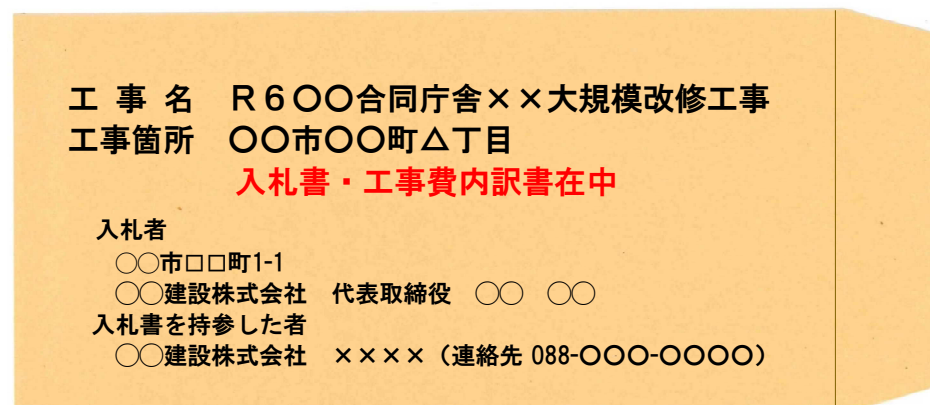 工 事 名　Ｒ６〇〇合同庁舎××大規模改修工事
工事箇所　〇〇市〇〇町△丁目
入札書・工事費内訳書在中
入札者
○○市□□町1-1
○○建設株式会社　代表取締役　○○　○○
入札書を持参した者
○○建設株式会社　××××（連絡先 088-〇〇〇-〇〇〇〇）